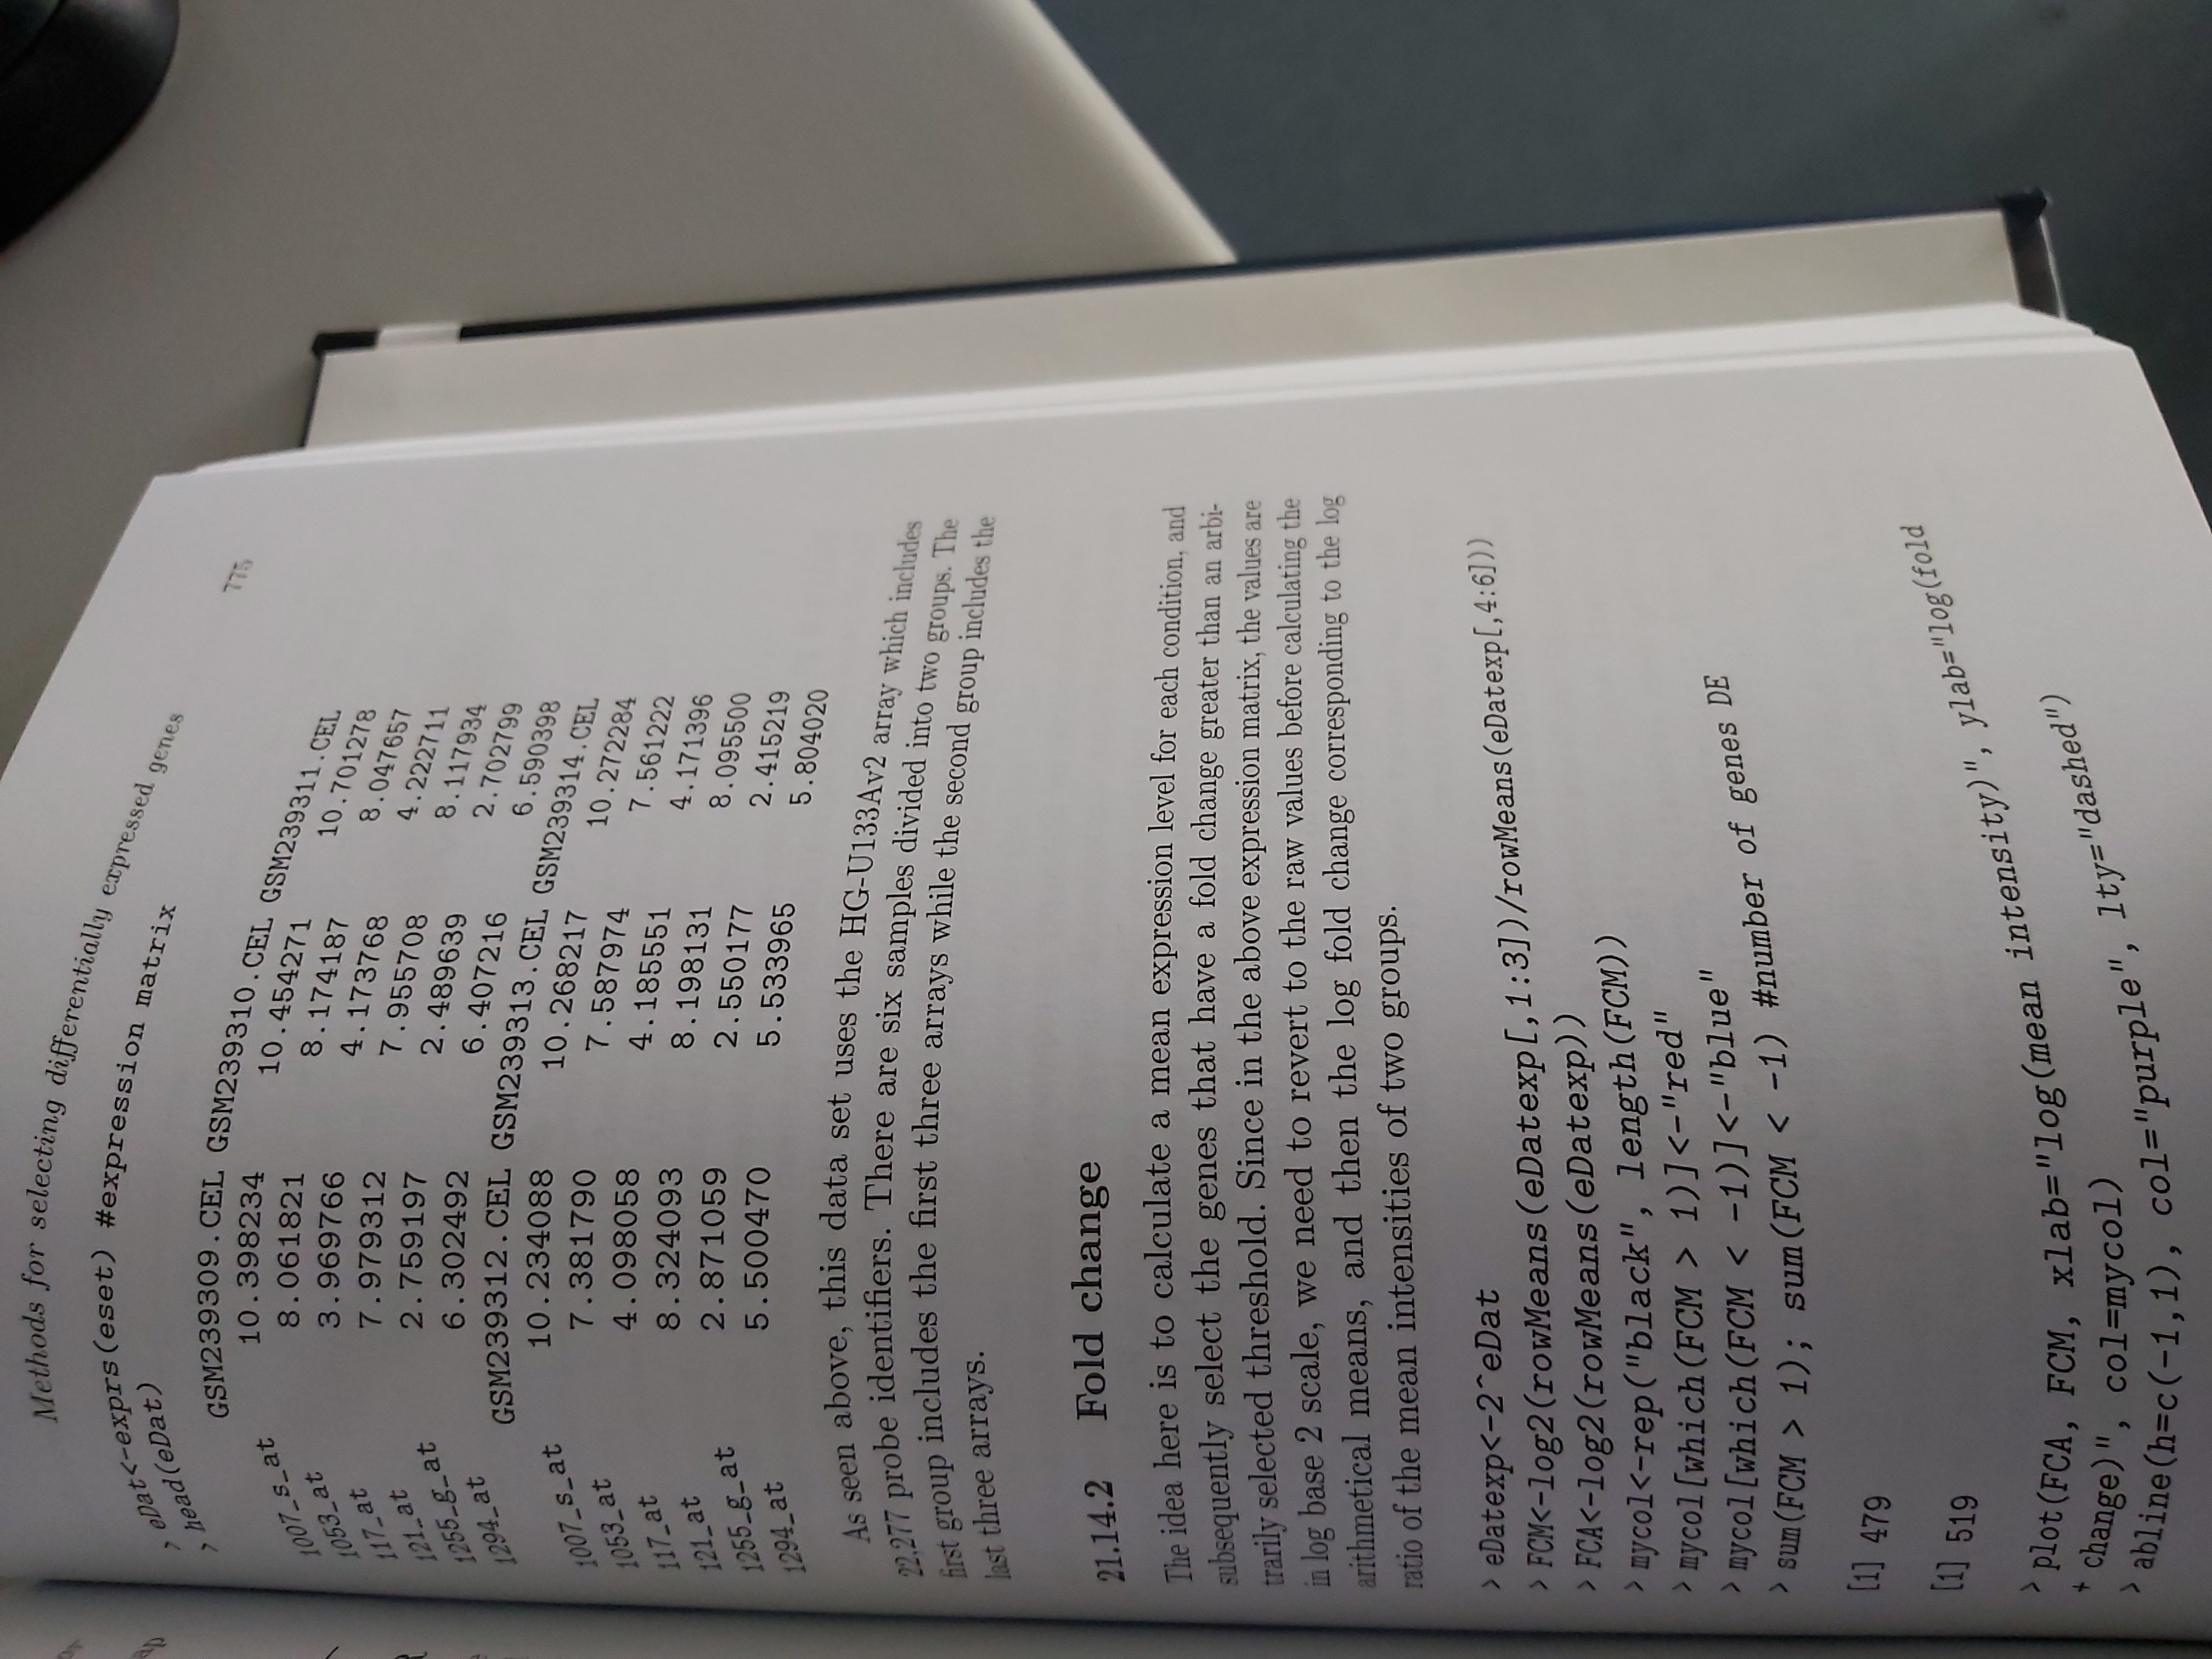 Methods for selecting differentially expressed genes
775
> eDat<-exprs(eset) #expression matrix
> head(eDat)
GSM239309.CEL GSM239310.CEL GSM239311.CEL
1007_s_at 10.398234 10.454271 10.701278
1053_at 8.061821 8.174187 8.047657
117_at 3.969766 4.173768 4.222711
121_at 7.979312 7.955708 8.117934
1255_g_at 2.759197 2.489639 2.702799
1294_at 6.302492 6.407216 6.590398
GSM239312.CEL GSM239313.CEL GSM239314.CEL
1007_s_at 10.234088 10.268217 10.272284
1053_at 7.381790 7.587974 7.561222
117_at 4.098058 4.185551 4.171396
121_at 8.324093 8.198131 8.095500
1255_g_at 2.871059 2.550177 2.415219
1294_at 5.500470 5.533965 5.804020
As seen above, this data set uses the HG-U133Av2 array which includes
22,277 probe identifiers. There are six samples divided into two groups. The
first group includes the first three arrays while the second group includes the
last three arrays.
21.14.2 Fold change
The idea here is to calculate a mean expression level for each condition, and
subsequently select the genes that have a fold change greater than an arbi-
trarily selected threshold. Since in the above expression matrix, the values are
in log base 2 scale, we need to revert to the raw values before calculating the
arithmetical means, and then the log fold change corresponding to the log
ratio of the mean intensities of two groups.
> eDatexp<-2^eDat
> FCM<-log2(rowMeans(eDatexp[,1:3])/rowMeans(eDatexp[,4:6]))
> FCA<-log2(rowMeans(eDatexp))
> mycol<-rep("black", length(FCM))
> mycol[which(FCM > 1)]<-"red"
> mycol[which(FCM < -1)]<-"blue"
> sum(FCM > 1); sum(FCM < -1) #number of genes DE
[1] 479
[1] 519
> plot(FCA, FCM, xlab="log(mean intensity)", ylab="log(fold
+ change)", col=mycol)
> abline(h=c(-1,1), col="purple", lty="dashed")